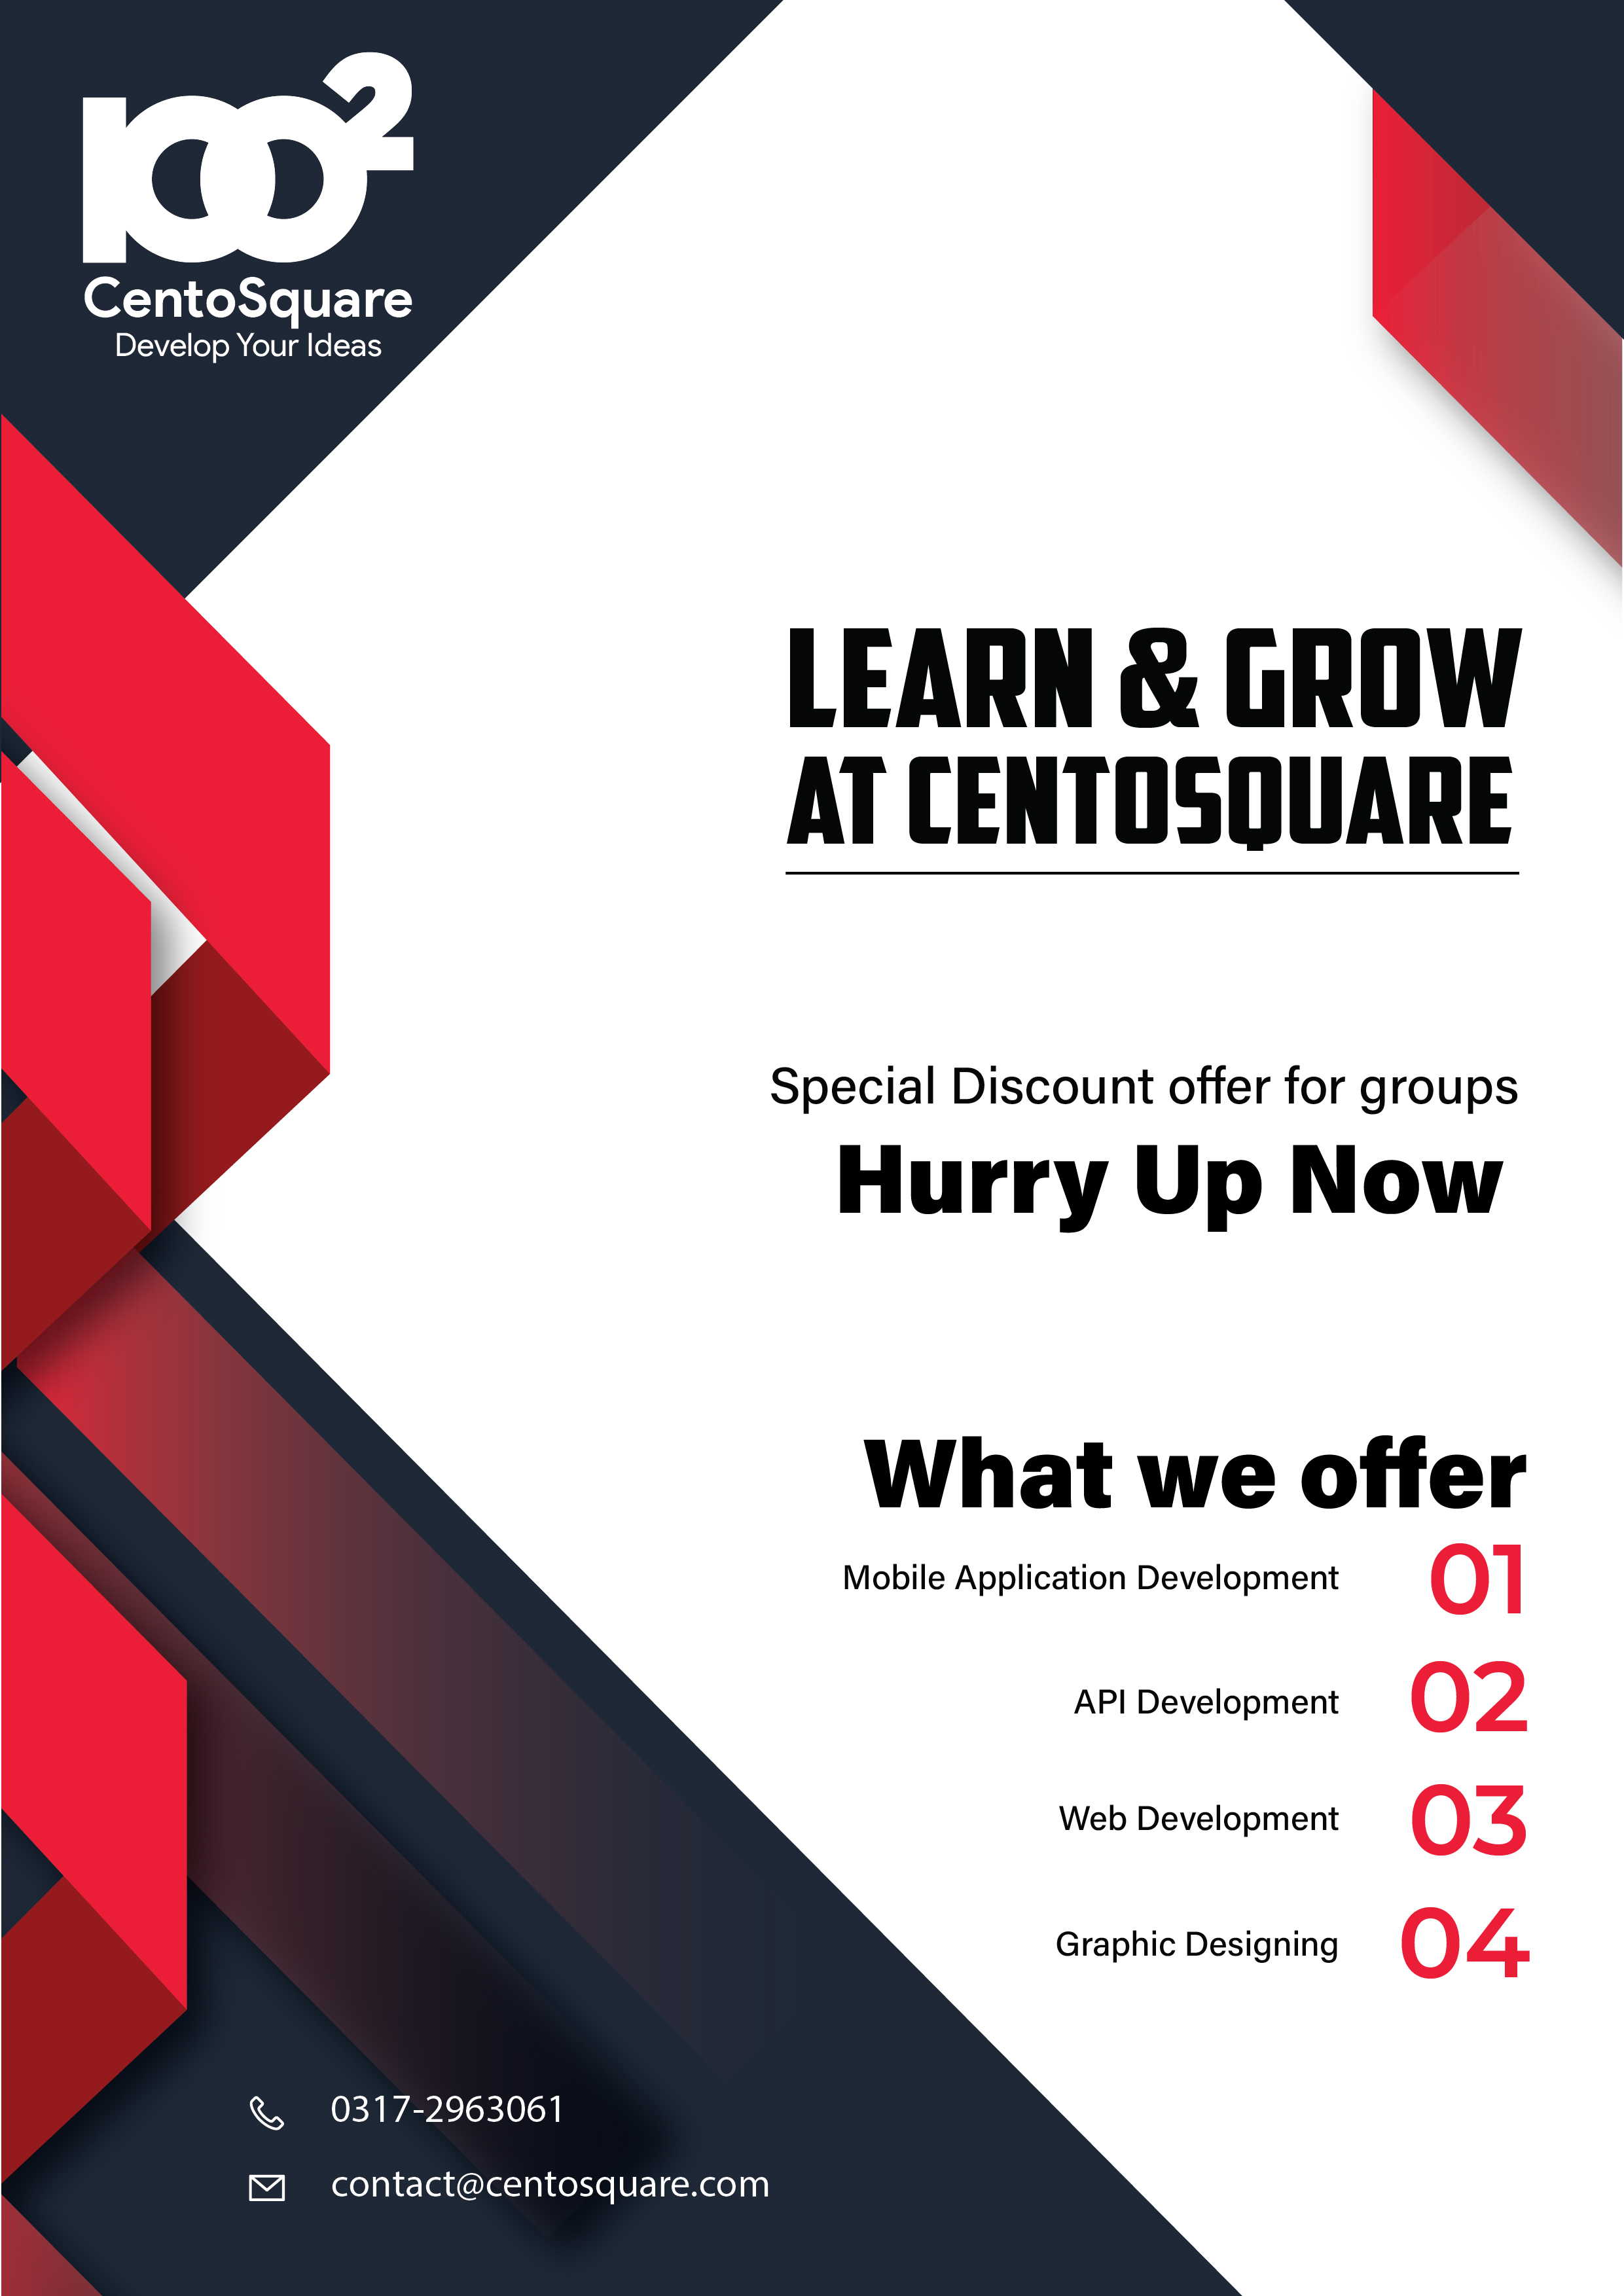 100²
CentoSquare
Develop Your Ideas
LEARN & GROW
AT CENTOSQUARE
Special Discount offer for groups
Hurry Up Now
What we offer
Mobile Application Development 01
API Development 02
Web Development 03
Graphic Designing 04
0317-2963061
contact@centosquare.com